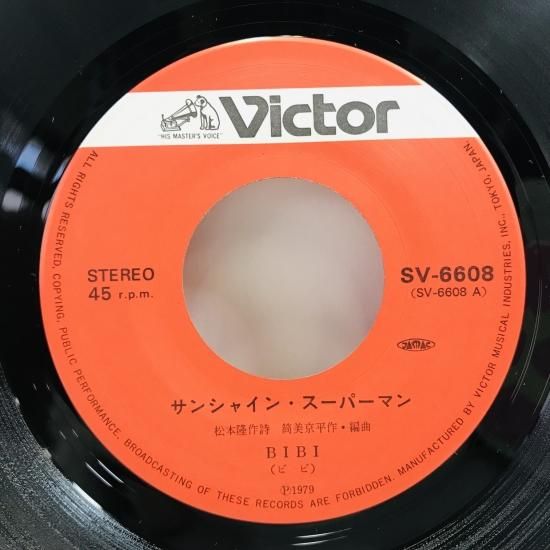 "HIS MASTER'S VOICE"
Victor
STEREO
45 r.p.m.
SV-6608
(SV-6608 A)
JASRAC
サンシャイン・スーパーマン
松本隆作詩 筒美京平作・編曲
BIBI
(ビ ビ)
Ⓟ1979
ALL RIGHTS RESERVED. COPYING, PUBLIC PERFORMANCE, BROADCASTING OF THESE RECORDS ARE FORBIDDEN. MANUFACTURED BY VICTOR MUSICAL INDUSTRIES, INC., TOKYO, JAPAN.